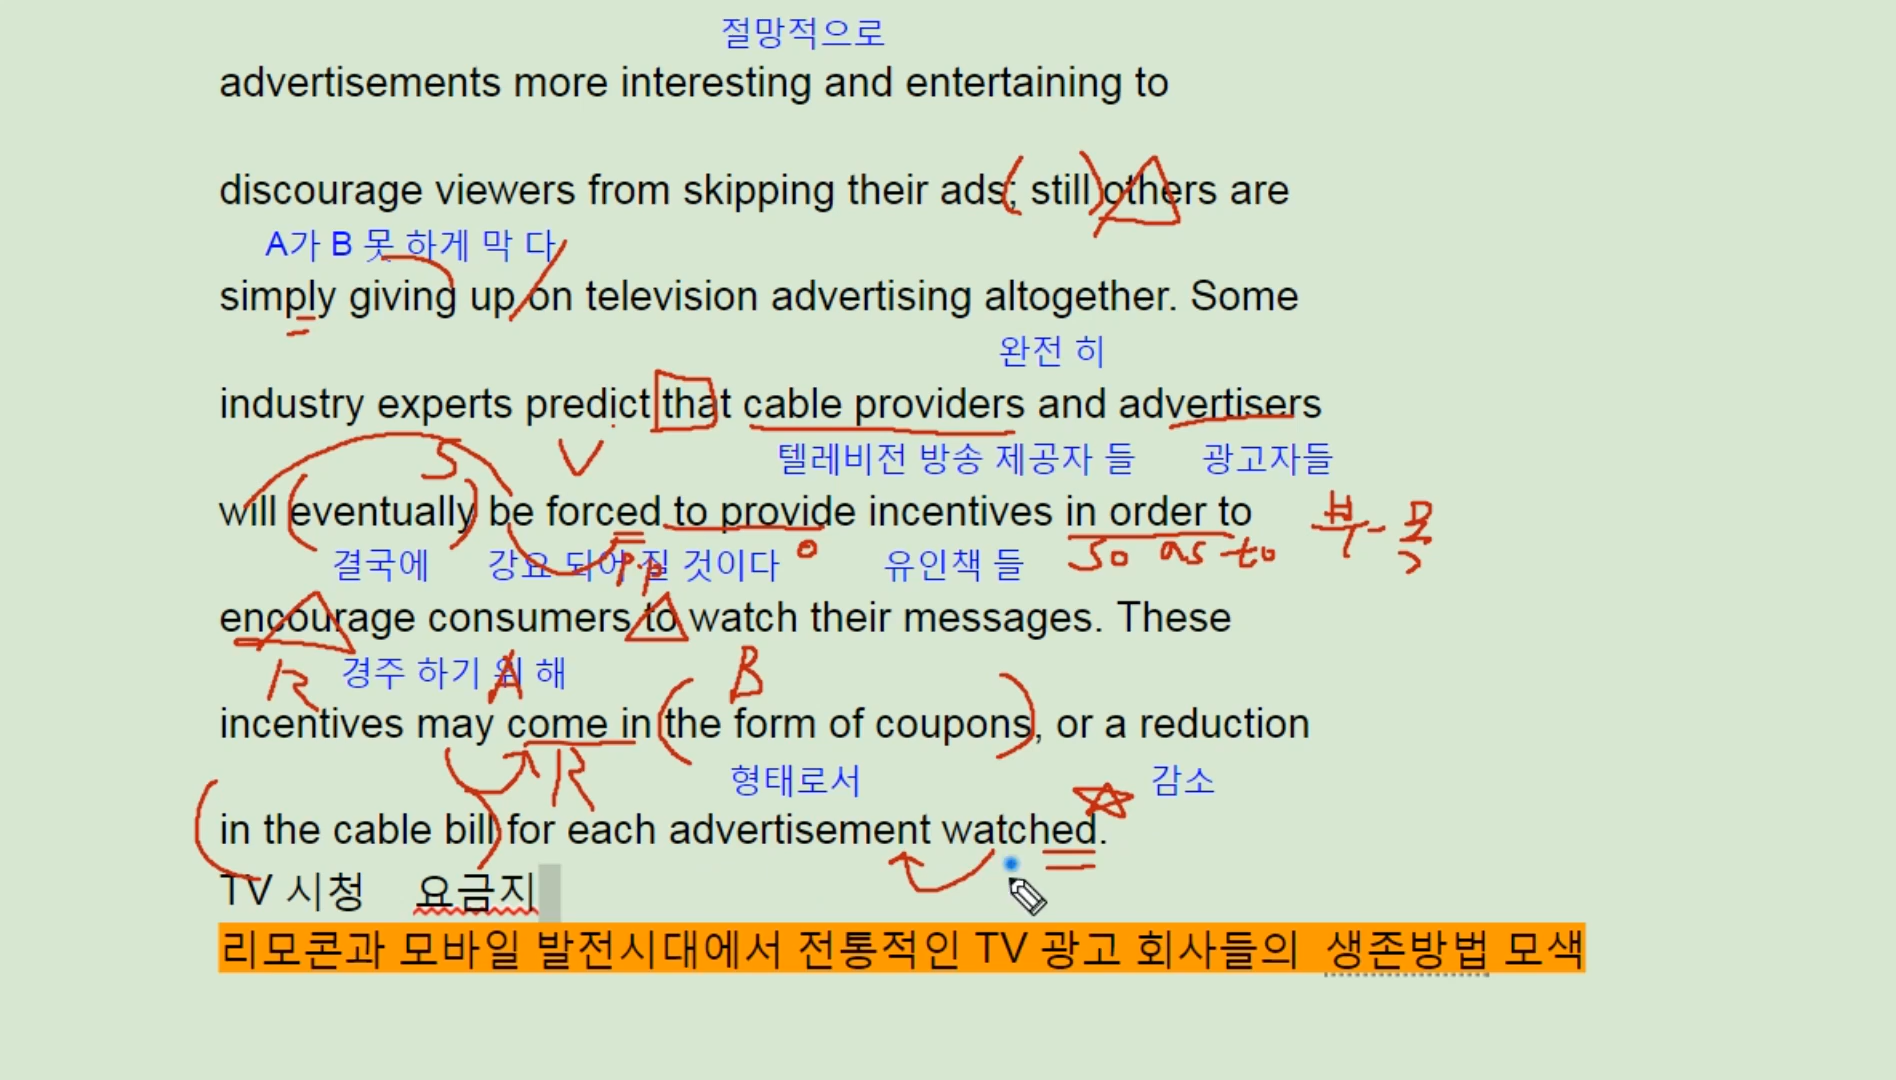 절망적으로
advertisements more interesting and entertaining to
discourage viewers from skipping their ads; still others are
A가 B 못 하게 막 다
simply giving up on television advertising altogether. Some
완전 히
industry experts predict that cable providers and advertisers
S V
텔레비전 방송 제공자 들 광고자들
will eventually be forced to provide incentives in order to
결국에 강요 되어 질 것이다 유인책 들
P.P o so as to
encourage consumers to watch their messages. These
경주 하기 위 해
R A B
incentives may come in the form of coupons, or a reduction
R
형태로서 감소
in the cable bill for each advertisement watched.
TV 시청 요금지
리모콘과 모바일 발전시대에서 전통적인 TV 광고 회사들의 생존방법 모색